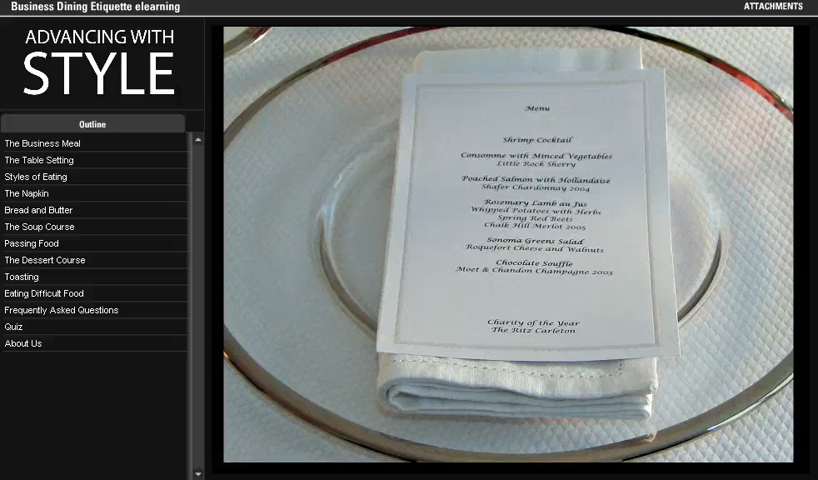 Business Dining Etiquette elearning
ATTACHMENTS
ADVANCING WITH
STYLE
Outline
The Business Meal
The Table Setting
Styles of Eating
The Napkin
Bread and Butter
The Soup Course
Passing Food
The Dessert Course
Toasting
Eating Difficult Food
Frequently Asked Questions
Quiz
About Us
Menu
Shrimp Cocktail
Consomme with Minced Vegetables
Little Rock Sherry
Poached Salmon with Hollandaise
Shafer Chardonnay 2004
Rosemary Lamb au Jus
Whipped Potatoes with Herbs
Spring Red Beets
Chalk Hill Merlot 2005
Sonoma Greens Salad
Roquefort Cheese and Walnuts
Chocolate Souffle
Moet & Chandon Champagne 2003
Charity of the Year
The Ritz Carleton